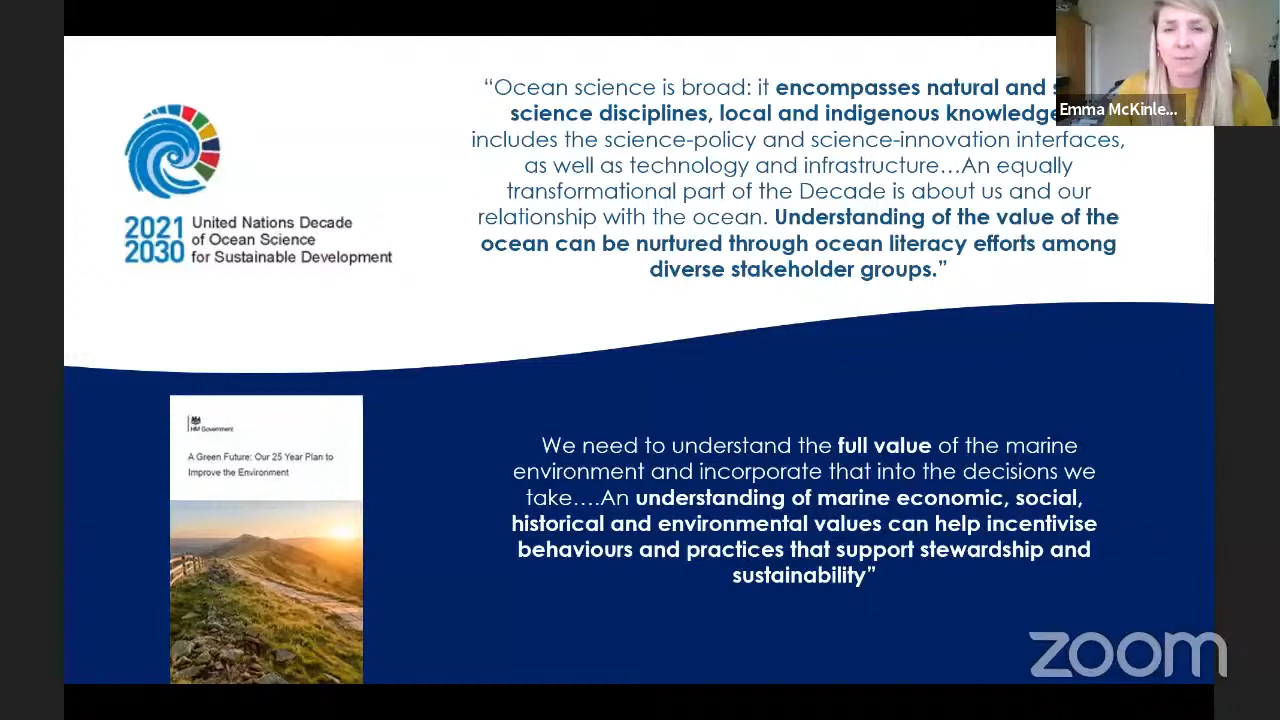 “Ocean science is broad: it encompasses natural and s
science disciplines, local and indigenous knowledge
includes the science-policy and science-innovation interfaces,
as well as technology and infrastructure…An equally
transformational part of the Decade is about us and our
relationship with the ocean. Understanding of the value of the
ocean can be nurtured through ocean literacy efforts among
diverse stakeholder groups.”
Emma McKinle...
2021
2030
United Nations Decade
of Ocean Science
for Sustainable Development
HM Government
A Green Future: Our 25 Year Plan to
Improve the Environment
We need to understand the full value of the marine
environment and incorporate that into the decisions we
take….An understanding of marine economic, social,
historical and environmental values can help incentivise
behaviours and practices that support stewardship and
sustainability”
zoom